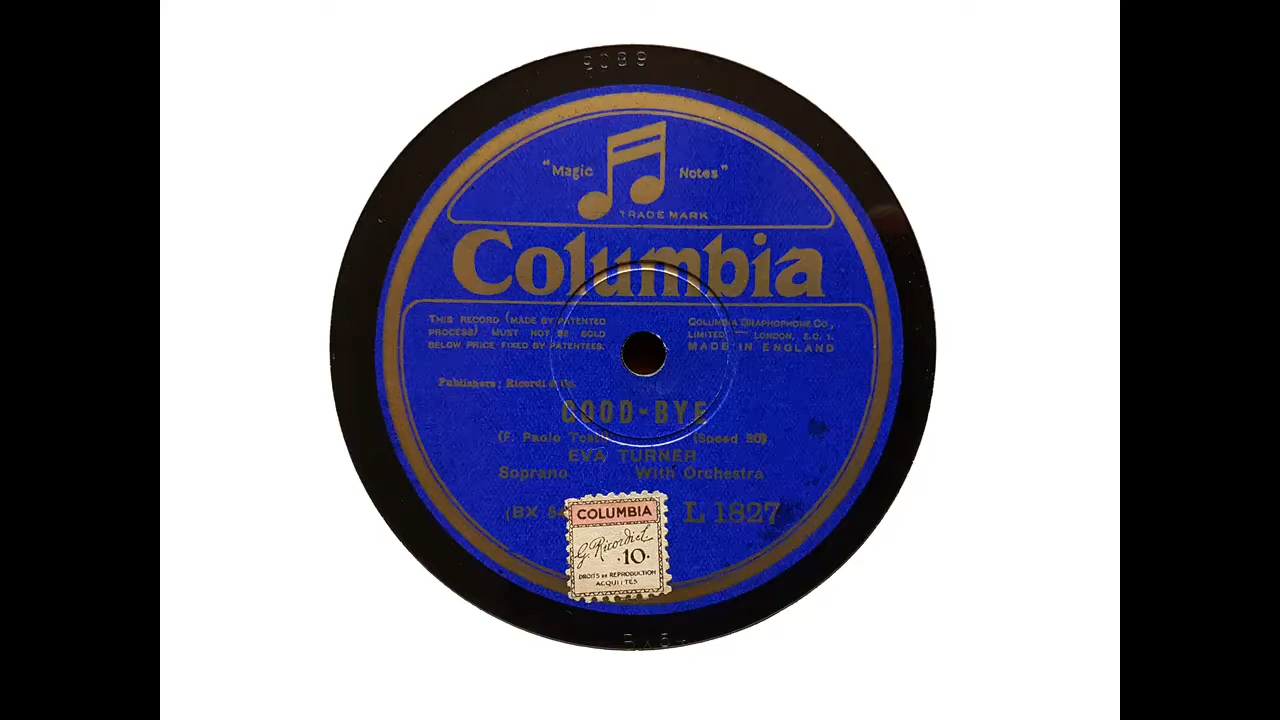 "Magic Notes"
TRADE MARK
Columbia
THIS RECORD (MADE BY PATENTED
PROCESS) MUST NOT BE SOLD
BELOW PRICE FIXED BY PATENTEES.
COLUMBIA GRAPHOPHONE CO.,
LIMITED — LONDON, E.C. 1.
MADE IN ENGLAND
Publishers; Ricordi & Co.
GOOD-BYE
(F. Paolo Tosti) (Speed 80)
EVA TURNER
Soprano With Orchestra
(BX L 1827
COLUMBIA
G. Ricordi
·10·
DROITS DE REPRODUCTION
ACQUITTÉS